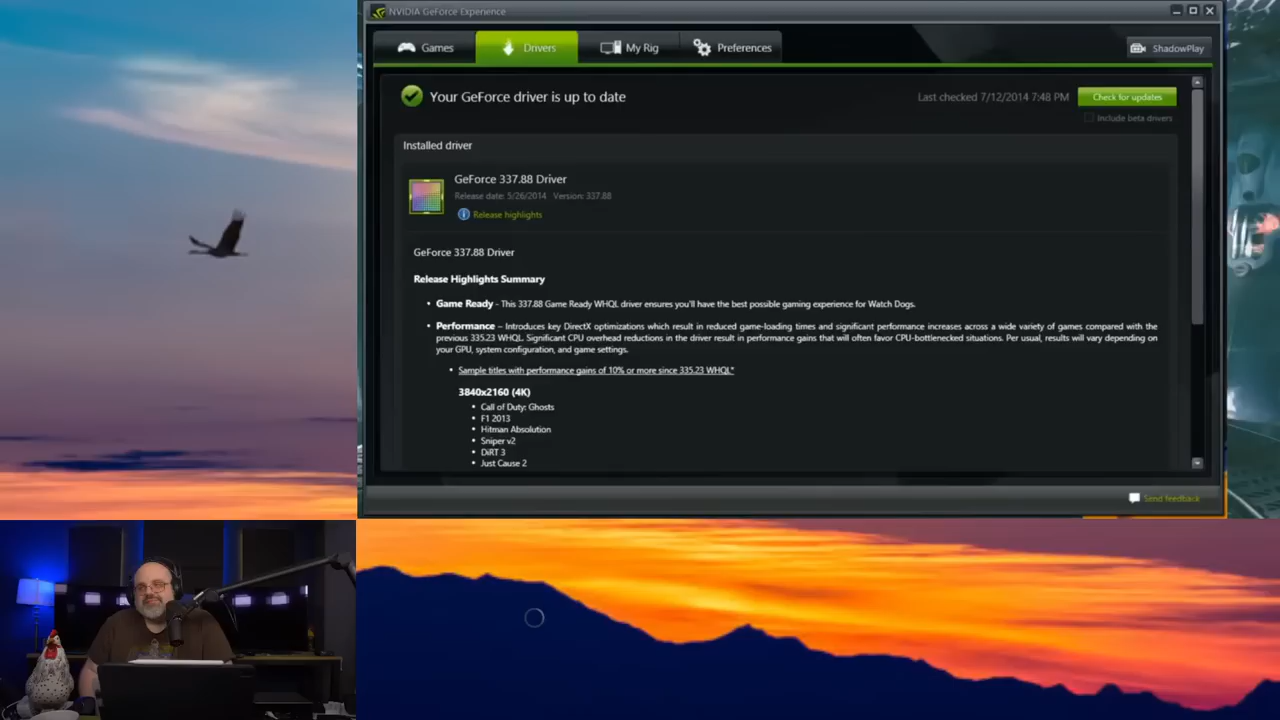 NVIDIA GeForce Experience
Games
Drivers
My Rig
Preferences
ShadowPlay
Your GeForce driver is up to date
Last checked 7/12/2014 7:48 PM
Check for updates
Include beta drivers
Installed driver
GeForce 337.88 Driver
Release date: 5/26/2014 Version: 337.88
Release highlights
GeForce 337.88 Driver
Release Highlights Summary
• Game Ready - This 337.88 Game Ready WHQL driver ensures you'll have the best possible gaming experience for Watch Dogs.
• Performance – Introduces key DirectX optimizations which result in reduced game-loading times and significant performance increases across a wide variety of games compared with the
previous 335.23 WHQL. Significant CPU overhead reductions in the driver result in performance gains that will often favor CPU-bottlenecked situations. Per usual, results will vary depending on
your GPU, system configuration, and game settings.
• Sample titles with performance gains of 10% or more since 335.23 WHQL*
3840x2160 (4K)
• Call of Duty: Ghosts
• F1 2013
• Hitman Absolution
• Sniper v2
• DiRT 3
• Just Cause 2
Send feedback